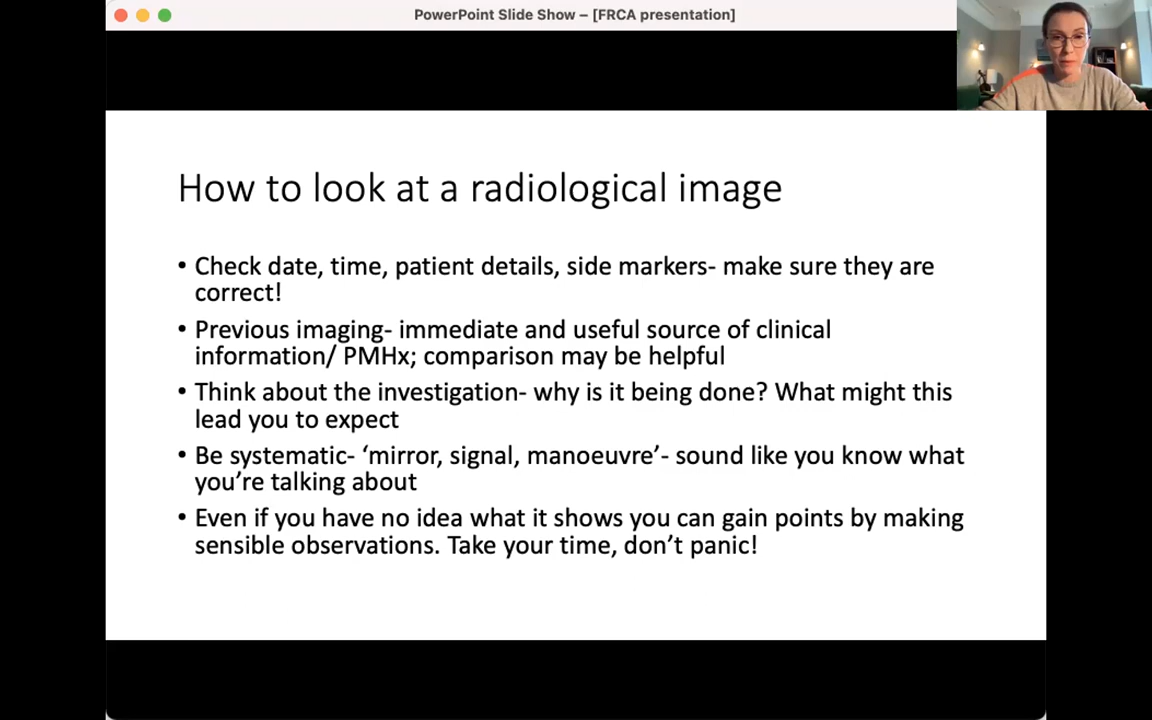 PowerPoint Slide Show – [FRCA presentation]
How to look at a radiological image
• Check date, time, patient details, side markers- make sure they are
correct!
• Previous imaging- immediate and useful source of clinical
information/ PMHx; comparison may be helpful
• Think about the investigation- why is it being done? What might this
lead you to expect
• Be systematic- ‘mirror, signal, manoeuvre’- sound like you know what
you’re talking about
• Even if you have no idea what it shows you can gain points by making
sensible observations. Take your time, don’t panic!